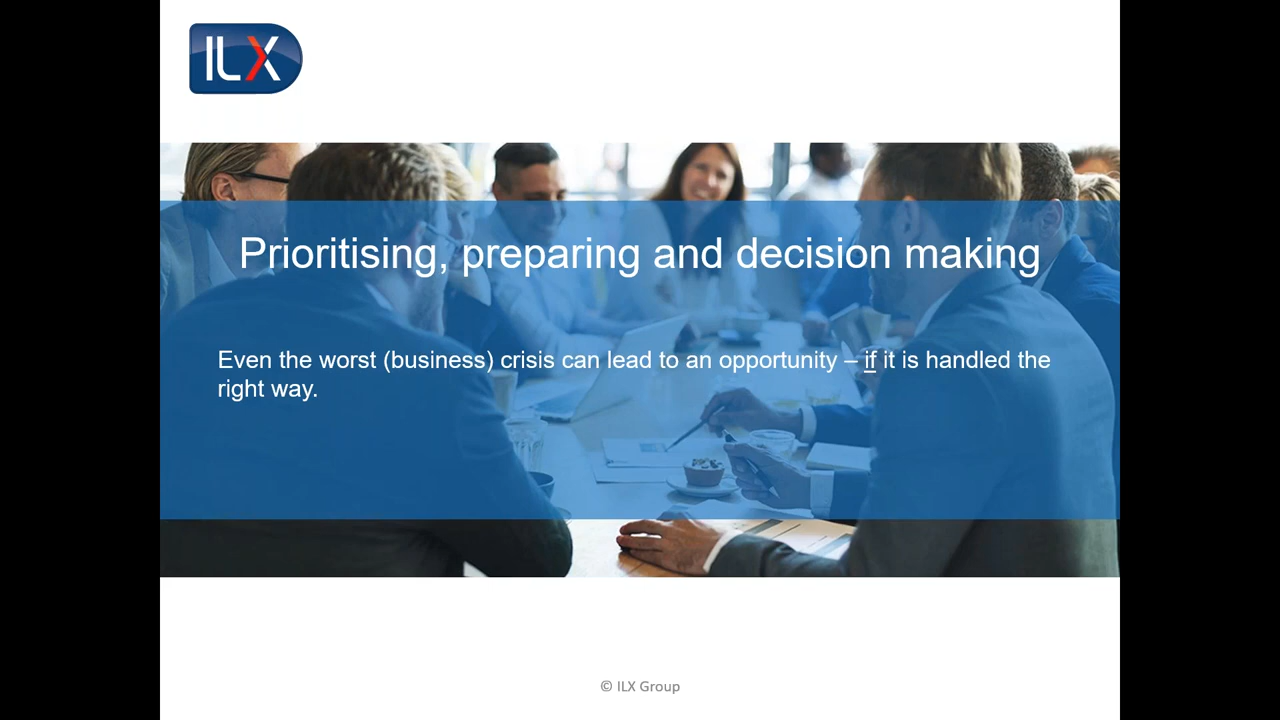 ILX
Prioritising, preparing and decision making
Even the worst (business) crisis can lead to an opportunity – if it is handled the
right way.
© ILX Group